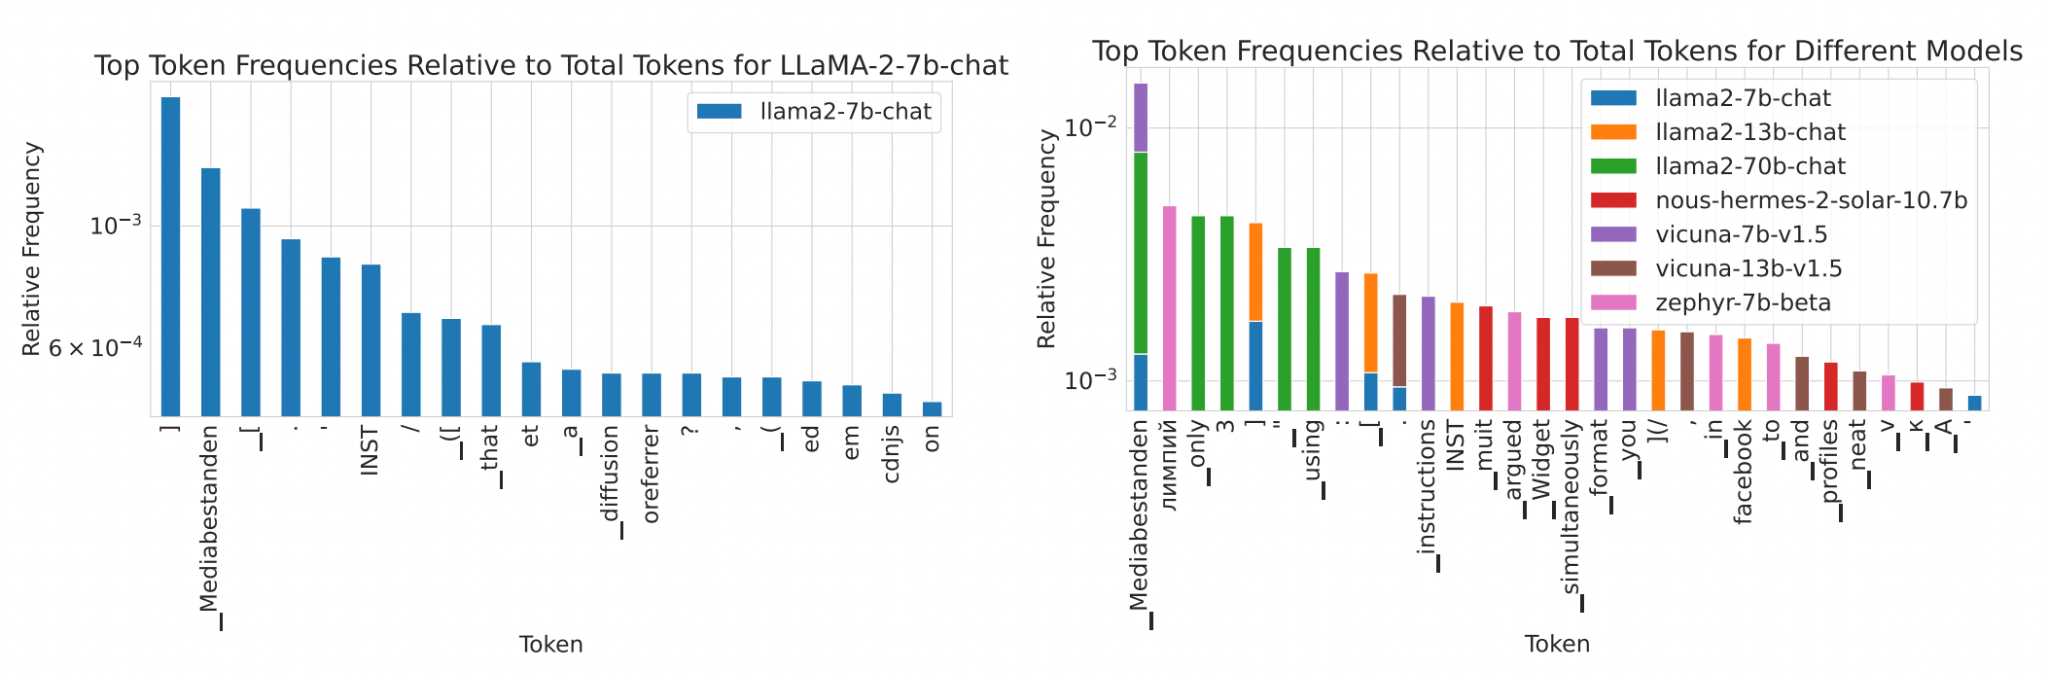 Top Token Frequencies Relative to Total Tokens for LLaMA-2-7b-chat
llama2-7b-chat
Relative Frequency
10⁻³
6 × 10⁻⁴
]
_Mediabestanden
_[
.
'
INST
/
_([
_that
et
_a
_diffusion
oreferrer
?
,
_(
ed
em
cdnjs
on
Token
Top Token Frequencies Relative to Total Tokens for Different Models
llama2-7b-chat
llama2-13b-chat
llama2-70b-chat
nous-hermes-2-solar-10.7b
vicuna-7b-v1.5
vicuna-13b-v1.5
zephyr-7b-beta
Relative Frequency
10⁻²
10⁻³
_Mediabestanden
лимпий
_only
3
]
_"
_using
:
_[
.
_instructions
INST
_muit
_argued
_Widget
_simultaneously
_format
_you
](/
,
_in
facebook
_to
_and
_profiles
_neat
_v
_к
_A
'
Token